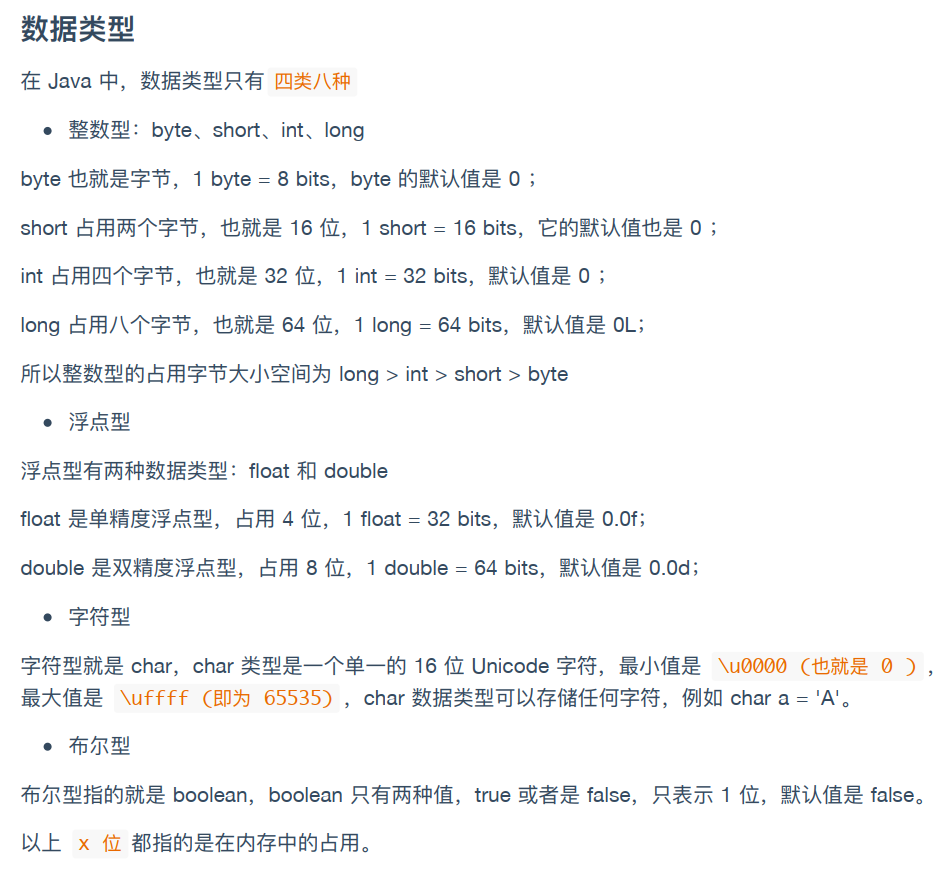 数据类型
在 Java 中，数据类型只有 四类八种
• 整数型：byte、short、int、long
byte 也就是字节，1 byte = 8 bits，byte 的默认值是 0 ；
short 占用两个字节，也就是 16 位，1 short = 16 bits，它的默认值也是 0 ；
int 占用四个字节，也就是 32 位，1 int = 32 bits，默认值是 0 ；
long 占用八个字节，也就是 64 位，1 long = 64 bits，默认值是 0L；
所以整数型的占用字节大小空间为 long > int > short > byte
• 浮点型
浮点型有两种数据类型：float 和 double
float 是单精度浮点型，占用 4 位，1 float = 32 bits，默认值是 0.0f；
double 是双精度浮点型，占用 8 位，1 double = 64 bits，默认值是 0.0d；
• 字符型
字符型就是 char，char 类型是一个单一的 16 位 Unicode 字符，最小值是 \u0000 (也就是 0 )，
最大值是 \uffff (即为 65535)，char 数据类型可以存储任何字符，例如 char a = 'A'。
• 布尔型
布尔型指的就是 boolean，boolean 只有两种值，true 或者是 false，只表示 1 位，默认值是 false。
以上 x 位 都指的是在内存中的占用。